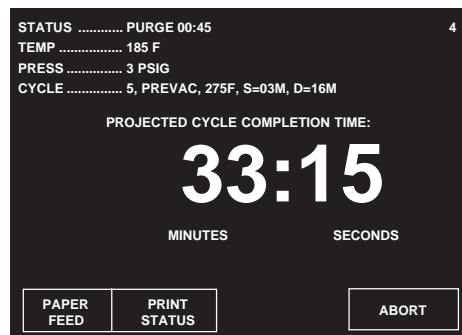 STATUS ............ PURGE 00:45 4
TEMP ................ 185 F
PRESS ............... 3 PSIG
CYCLE ............... 5, PREVAC, 275F, S=03M, D=16M
PROJECTED CYCLE COMPLETION TIME:
33:15
MINUTES SECONDS
PAPER FEED
PRINT STATUS
ABORT